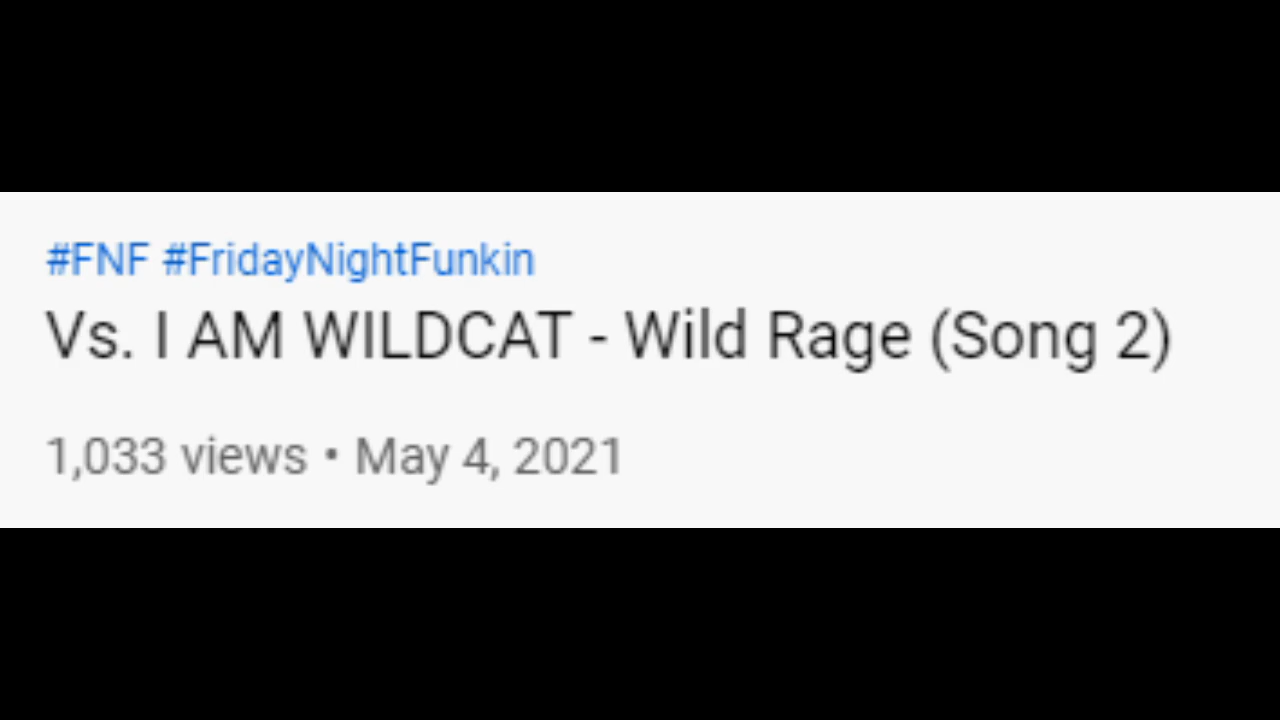 #FNF #FridayNightFunkin
Vs. I AM WILDCAT - Wild Rage (Song 2)
1,033 views • May 4, 2021